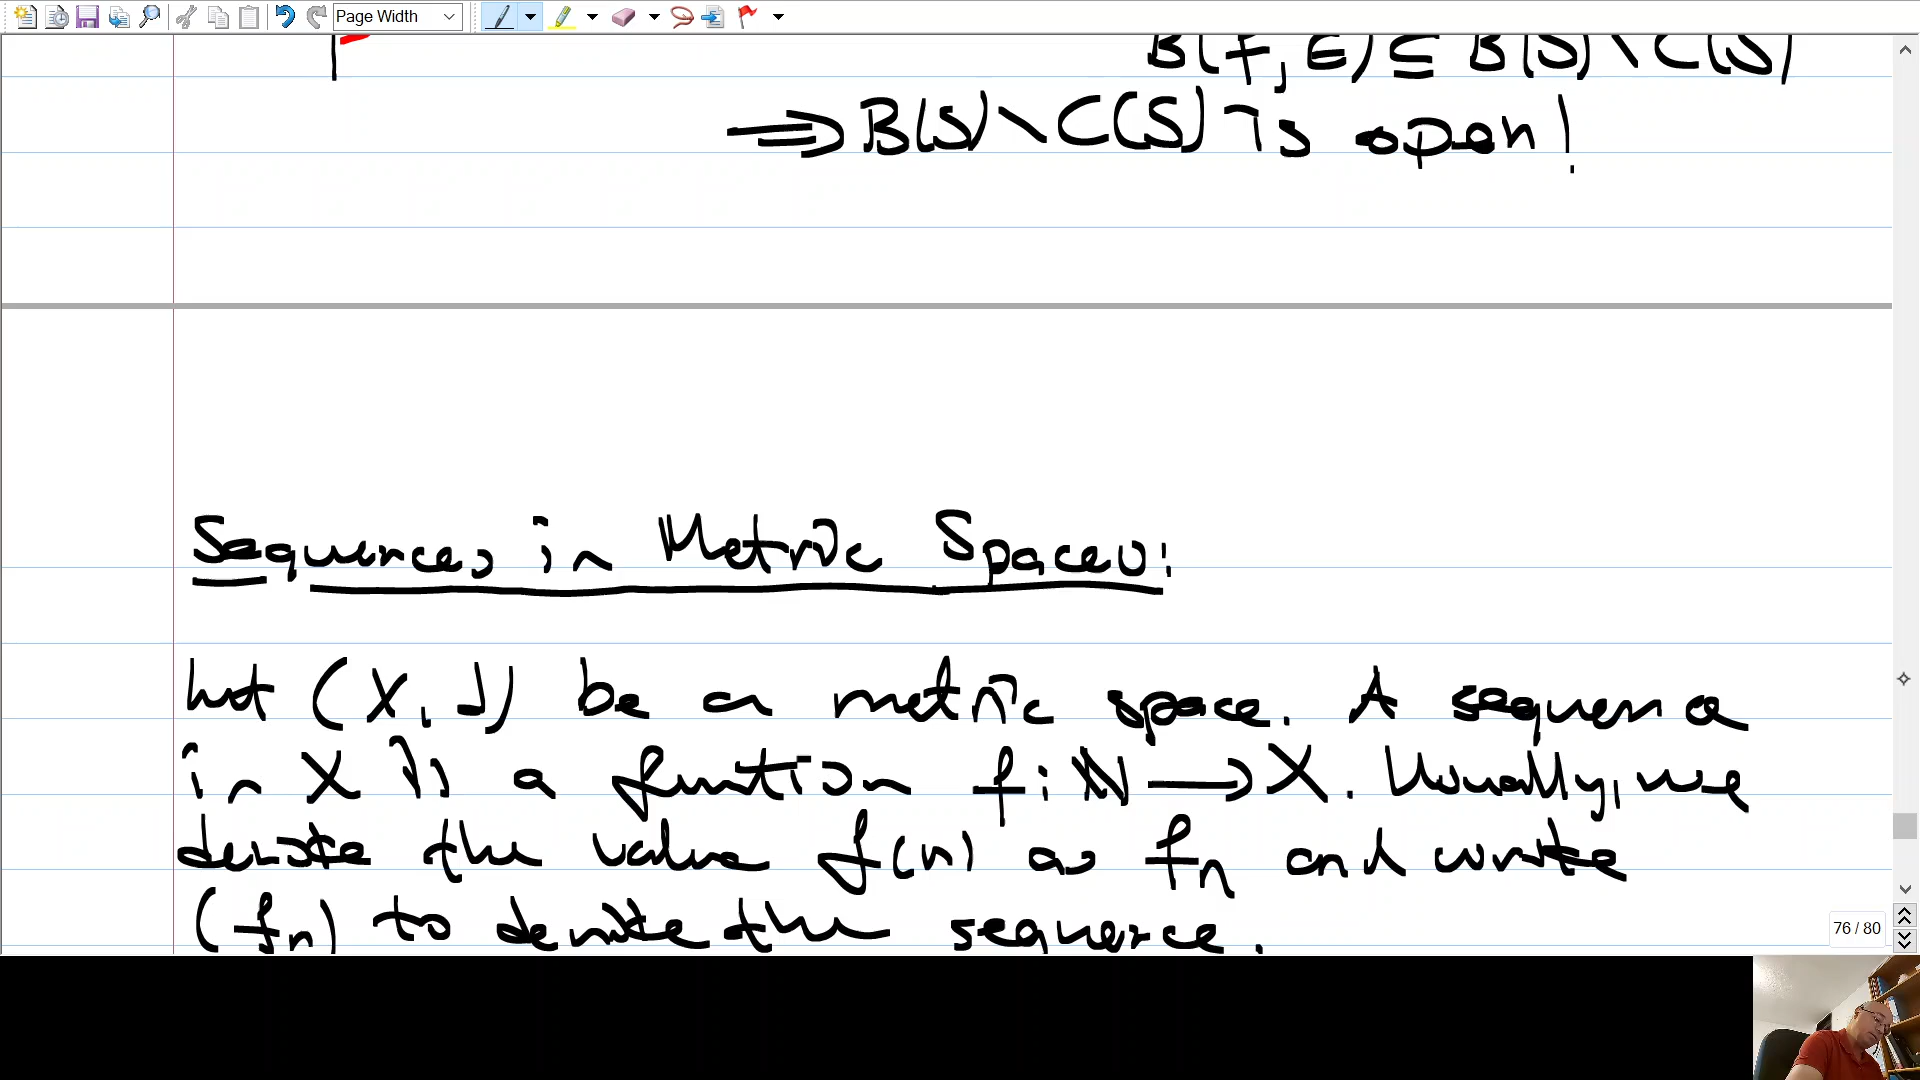 Page Width
B(f, ε) ⊆ B(S) \ C(S)
⟹ B(S) \ C(S) is open!
Sequences in Metric Spaces:
Let (X, d) be a metric space. A sequence
in X is a function f: ℕ ⟶ X. Usually, we
denote the value f(n) as fₙ and write
(fₙ) to denote the sequence.
76 / 80